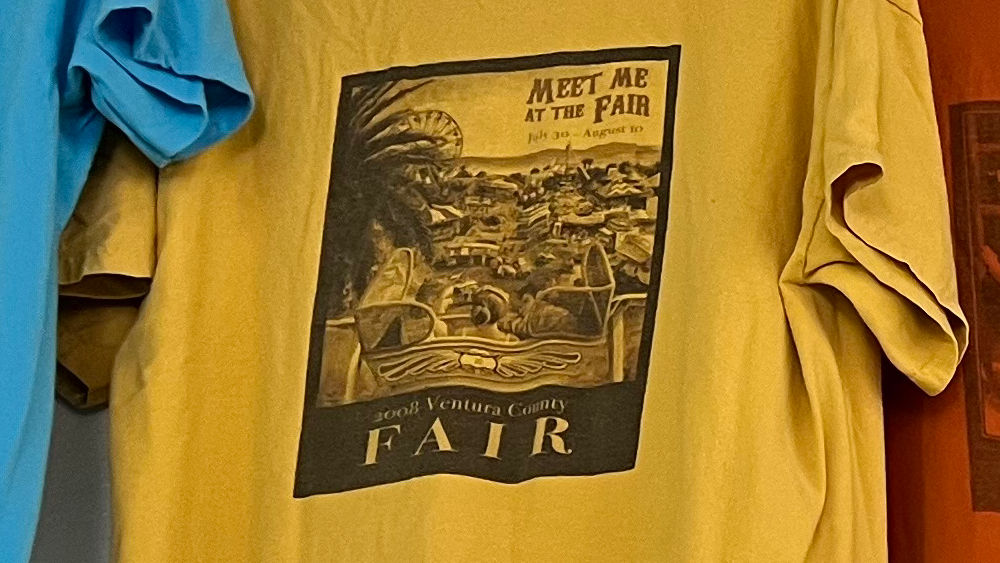 MEET ME
AT THE FAIR
July 30 - August 10
2008 Ventura County
FAIR